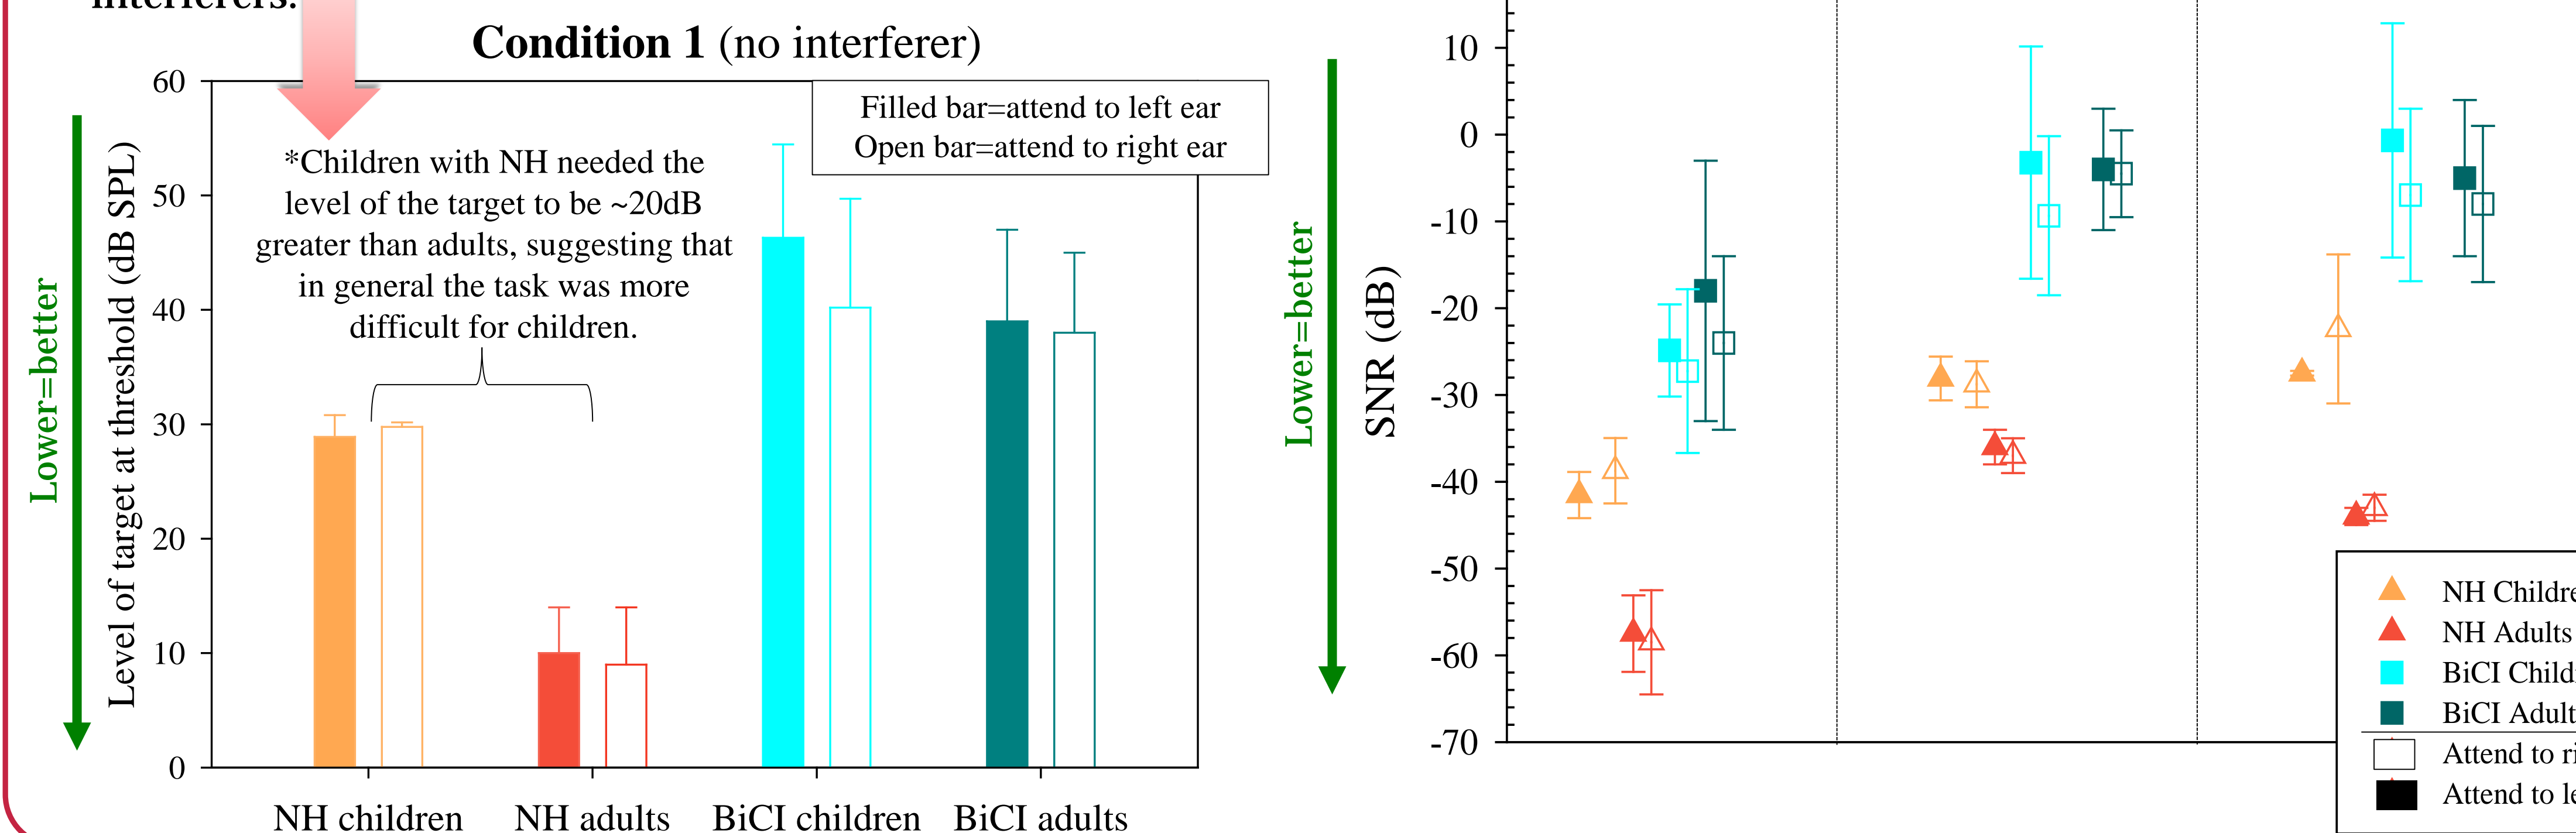 interferers.
Condition 1 (no interferer)
Filled bar=attend to left ear
Open bar=attend to right ear
*Children with NH needed the
level of the target to be ~20dB
greater than adults, suggesting that
in general the task was more
difficult for children.
Lower=better
Level of target at threshold (dB SPL)
60
50
40
30
20
10
0
NH children
NH adults
BiCI children
BiCI adults
Lower=better
SNR (dB)
10
0
-10
-20
-30
-40
-50
-60
-70
NH Childre
NH Adults
BiCI Child
BiCI Adult
Attend to ri
Attend to le